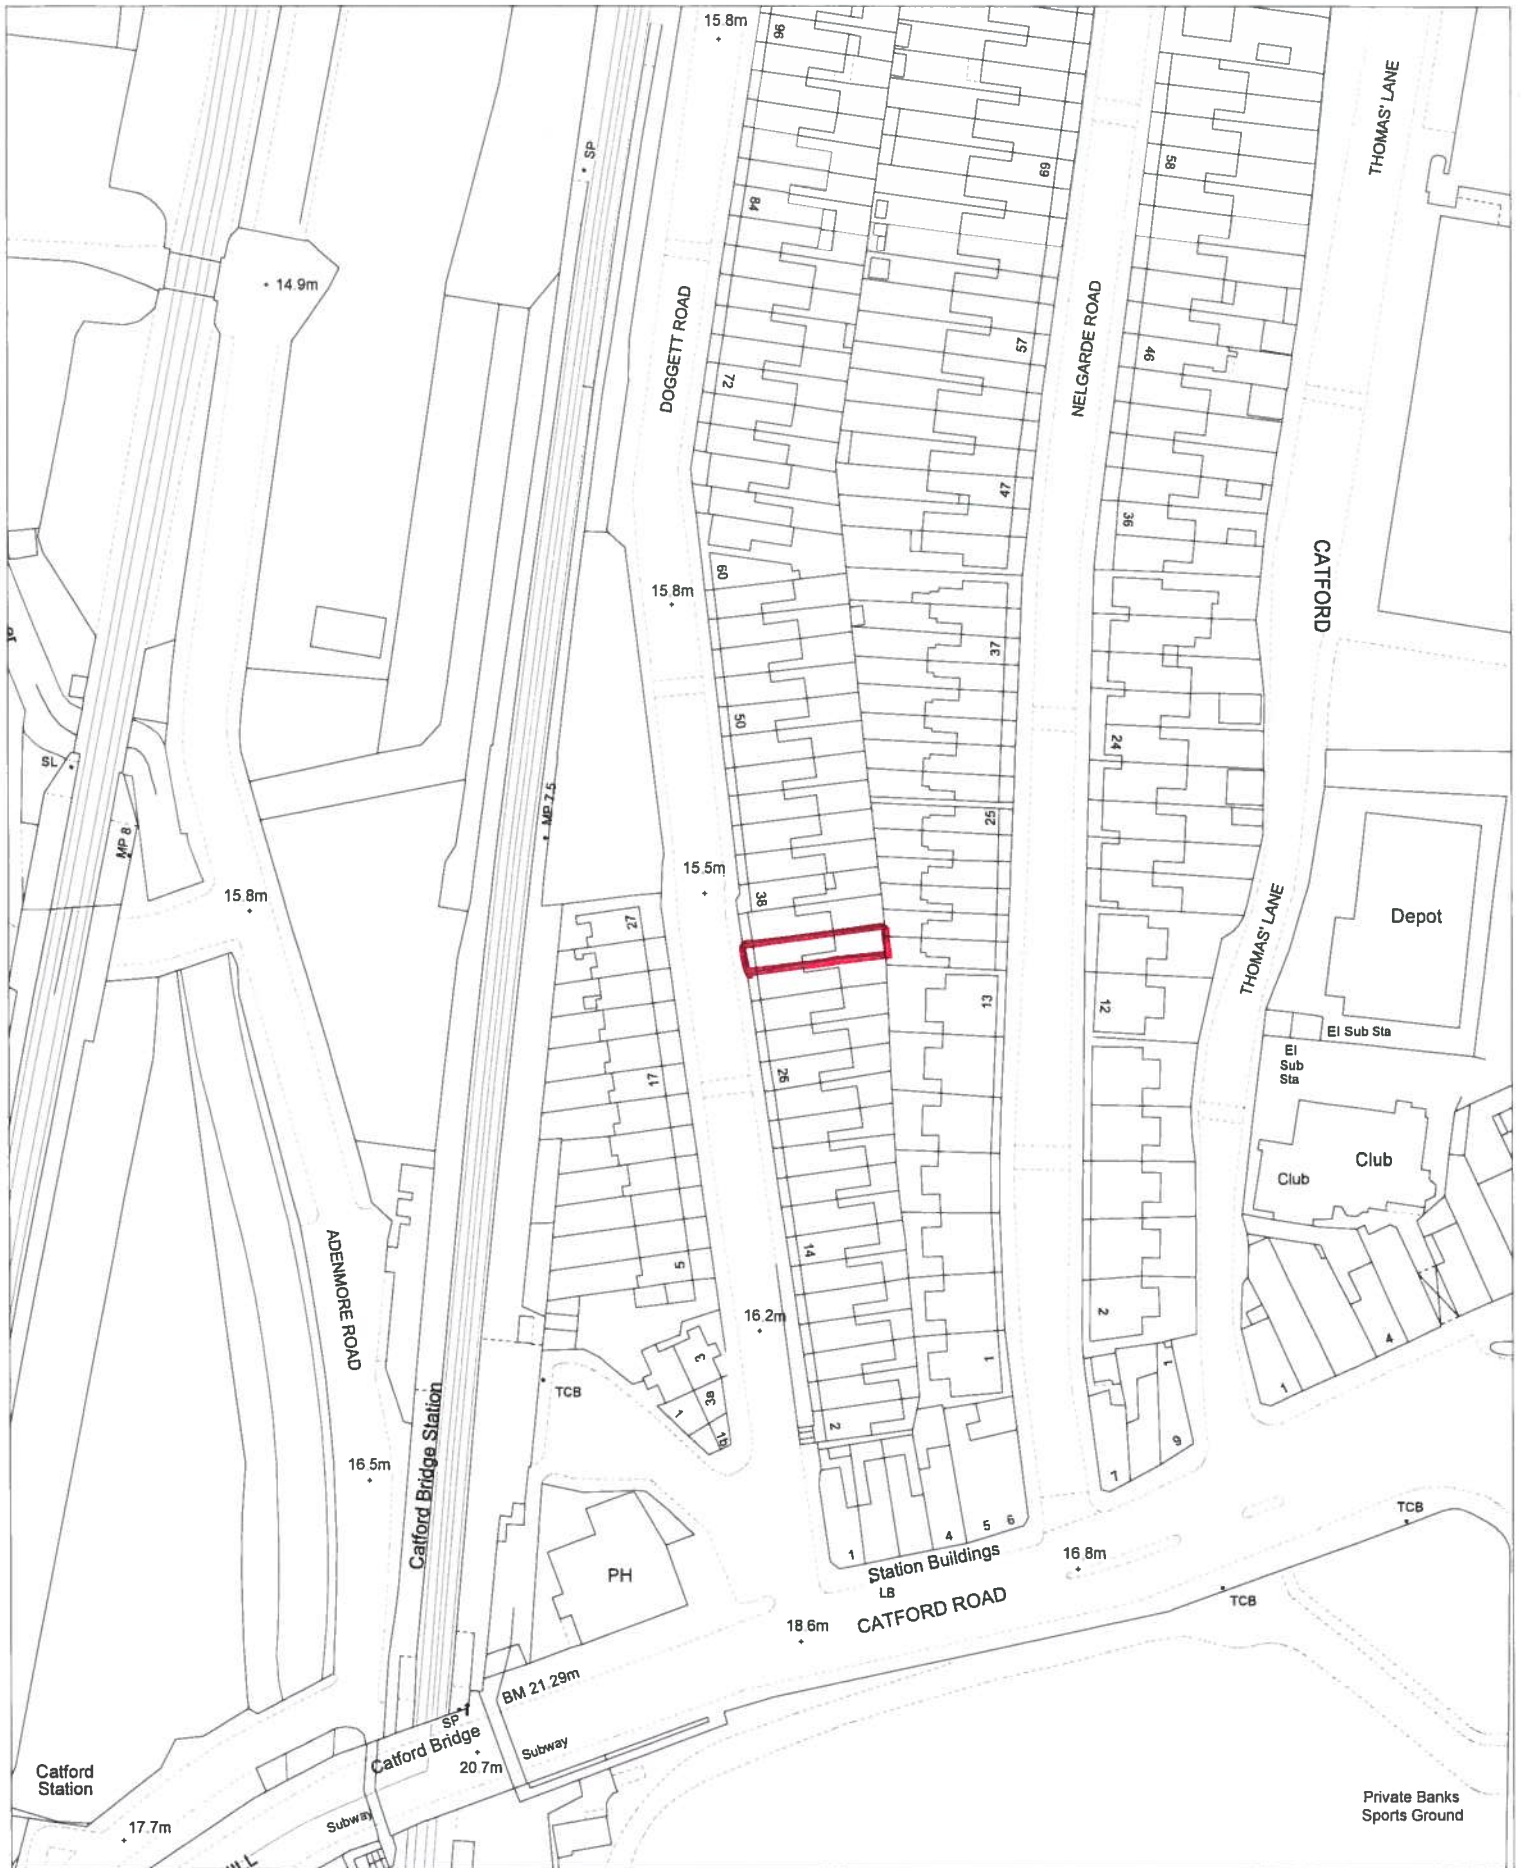 15.8m
96
THOMAS' LANE
SP
69
58
84
14.9m
DOGGETT ROAD
NELGARDE ROAD
57
46
72
47
36
CATFORD
60
15.8m
er
37
50
24
SL
MP 7.5
MP 8
25
15.5m
15.8m
38
27
Depot
THOMAS' LANE
13
12
El Sub Sta
El
Sub
Sta
26
17
Club
Club
ADENMORE ROAD
14
5
2
16.2m
4
3
1
1
1
TCB
3a
1
1b
2
9
7
16.5m
Catford Bridge Station
TCB
6
5
4
1
Station Buildings
16.8m
PH
LB
CATFORD ROAD
TCB
18.6m
BM 21.29m
SP
Catford Bridge
20.7m
Subway
Catford
Station
Private Banks
Sports Ground
17.7m
Subway